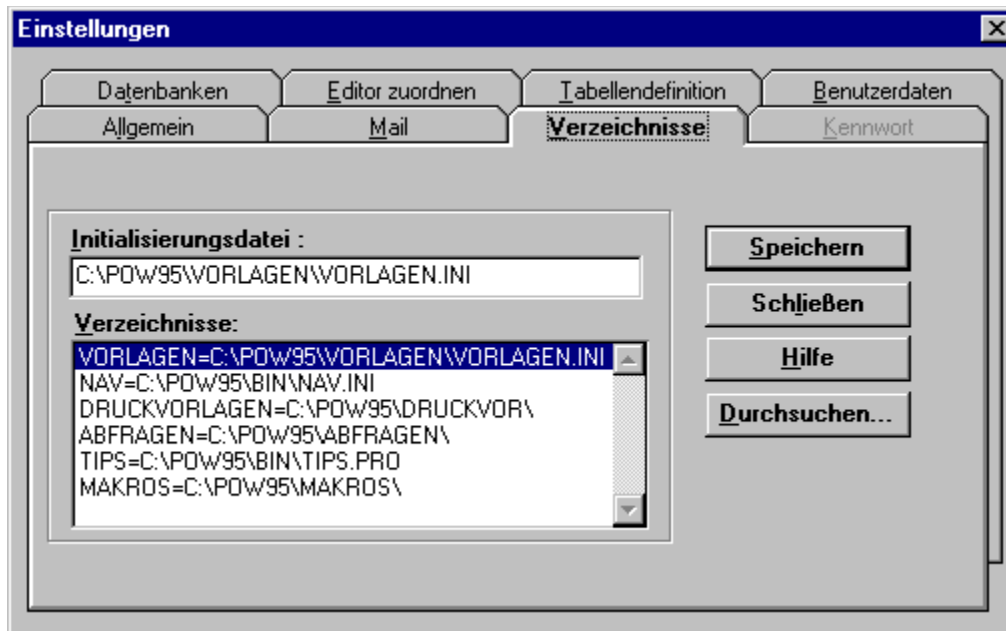 Einstellungen
Datenbanken
Editor zuordnen
Tabellendefinition
Benutzerdaten
Allgemein
Mail
Verzeichnisse
Kennwort
Initialisierungsdatei :
C:\POW95\VORLAGEN\VORLAGEN.INI
Verzeichnisse:
VORLAGEN=C:\POW95\VORLAGEN\VORLAGEN.INI
NAV=C:\POW95\BIN\NAV.INI
DRUCKVORLAGEN=C:\POW95\DRUCKVOR\
ABFRAGEN=C:\POW95\ABFRAGEN\
TIPS=C:\POW95\BIN\TIPS.PRO
MAKROS=C:\POW95\MAKROS\
Speichern
Schließen
Hilfe
Durchsuchen...